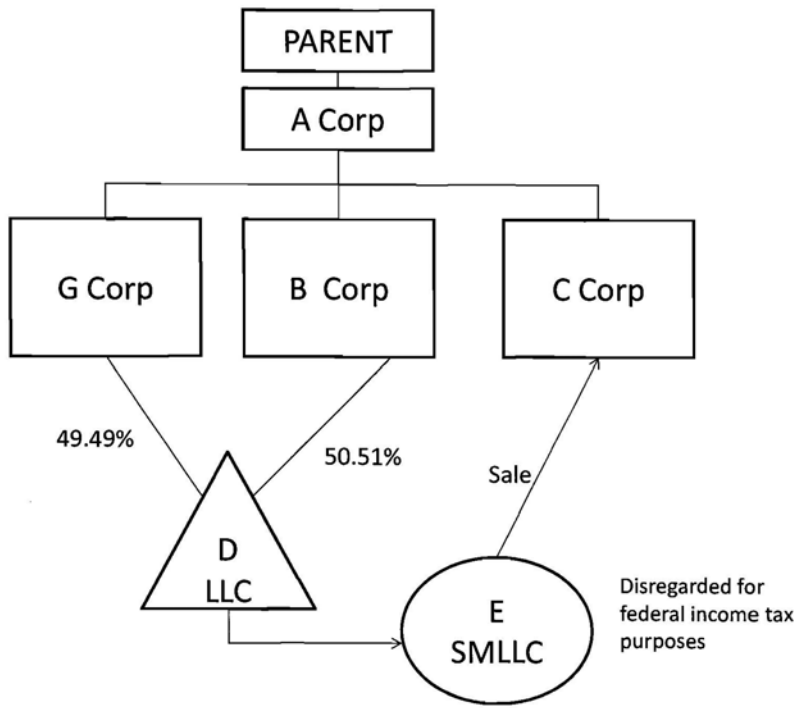 PARENT
A Corp
G Corp
B Corp
C Corp
49.49%
50.51%
Sale
D
LLC
E
SMLLC
Disregarded for
federal income tax
purposes